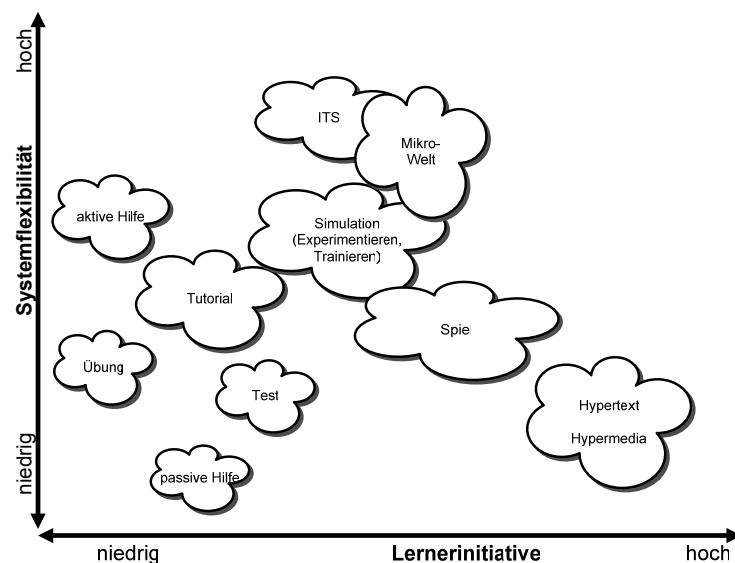 hoch
Systemflexibilität
niedrig
ITS
Mikro-
Welt
aktive Hilfe
Simulation
(Experimentieren,
Trainieren)
Tutorial
Spiel
Übung
Test
Hypertext
Hypermedia
passive Hilfe
niedrig
Lernerinitiative
hoch